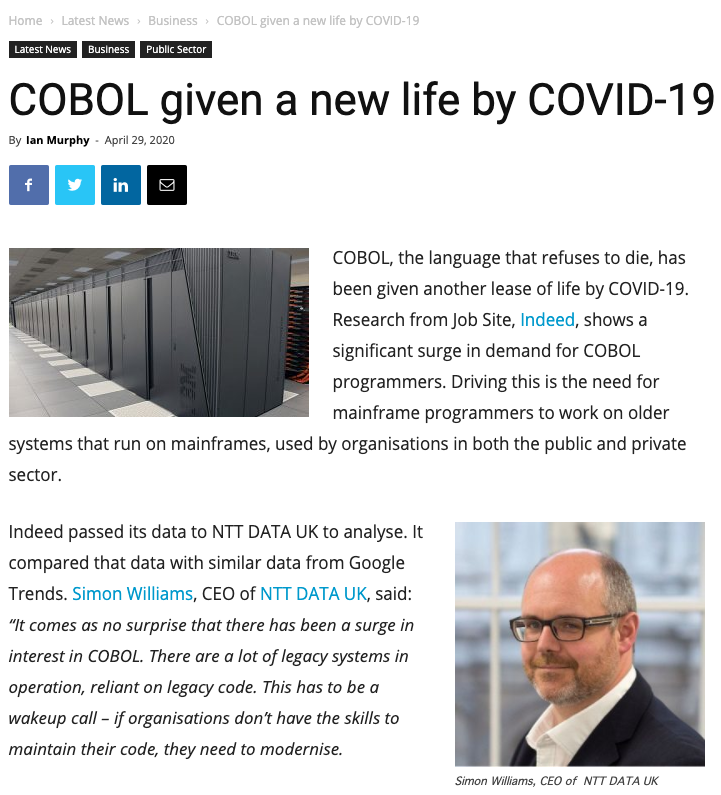 Home › Latest News › Business › COBOL given a new life by COVID-19
Latest News Business Public Sector
COBOL given a new life by COVID-19
By Ian Murphy - April 29, 2020
f in
IBM
COBOL, the language that refuses to die, has
been given another lease of life by COVID-19.
Research from Job Site, Indeed, shows a
significant surge in demand for COBOL
programmers. Driving this is the need for
mainframe programmers to work on older
systems that run on mainframes, used by organisations in both the public and private
sector.
Indeed passed its data to NTT DATA UK to analyse. It
compared that data with similar data from Google
Trends. Simon Williams, CEO of NTT DATA UK, said:
“It comes as no surprise that there has been a surge in
interest in COBOL. There are a lot of legacy systems in
operation, reliant on legacy code. This has to be a
wakeup call – if organisations don’t have the skills to
maintain their code, they need to modernise.
Simon Williams, CEO of NTT DATA UK